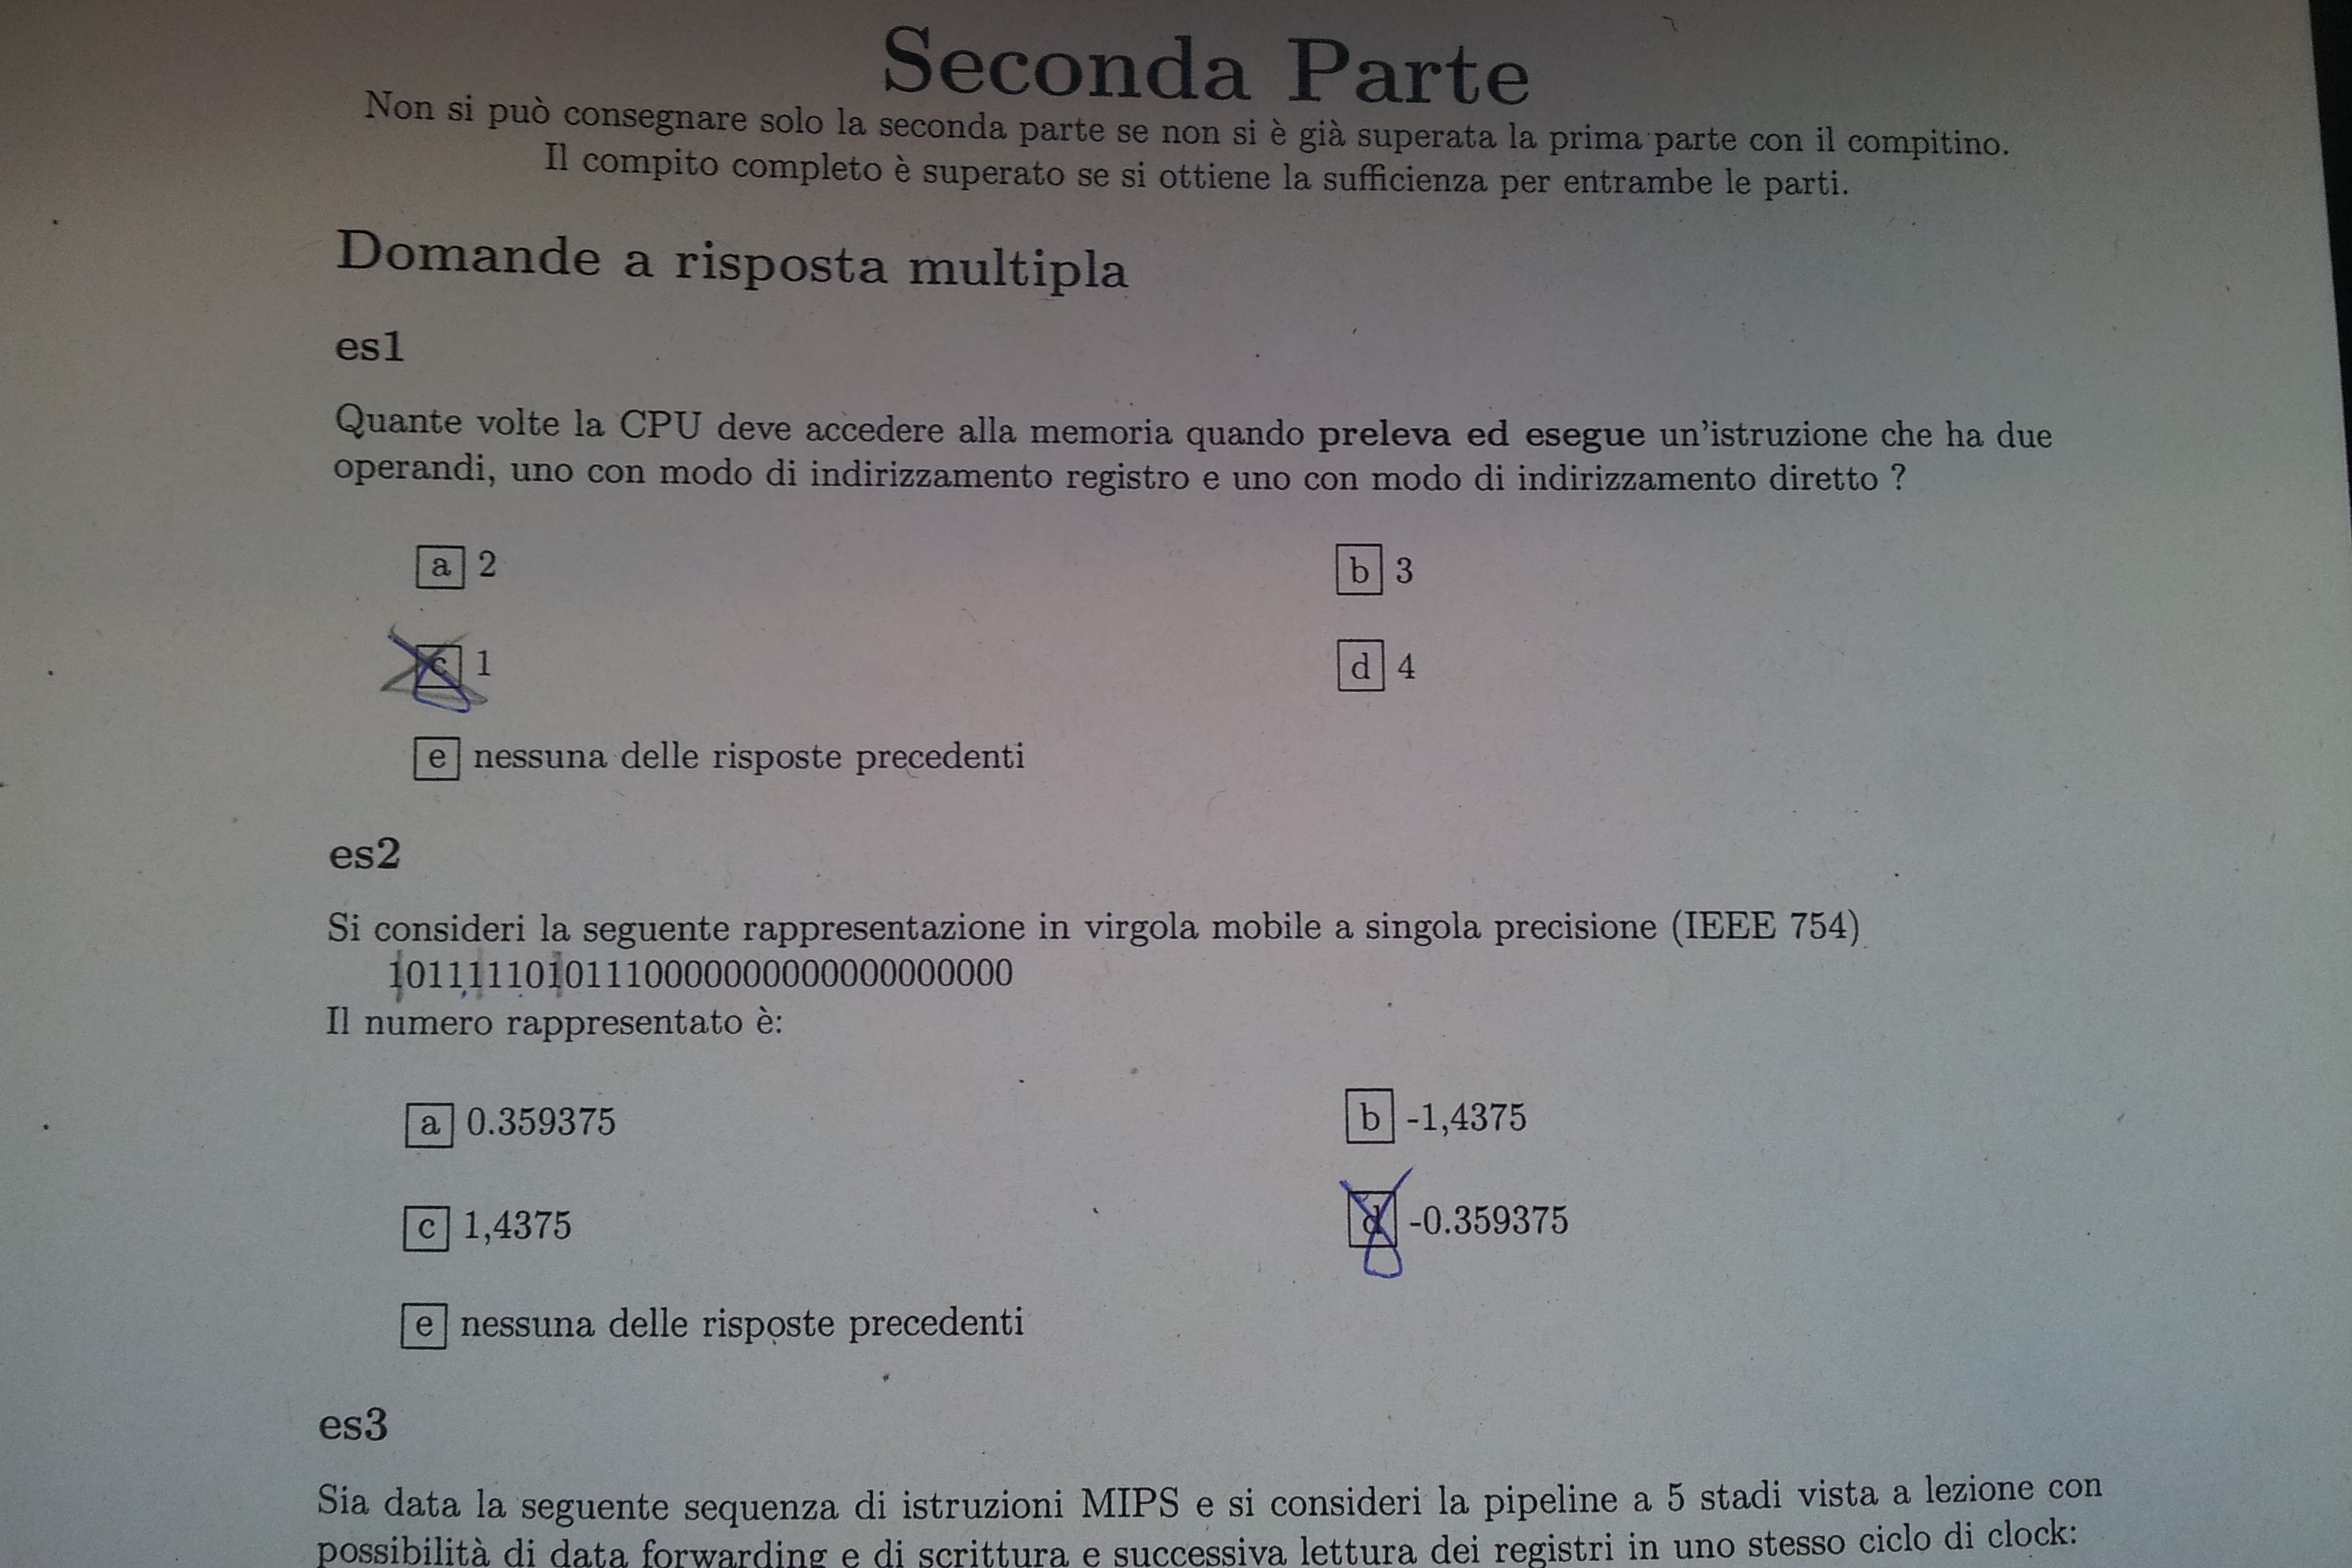 Seconda Parte
Non si può consegnare solo la seconda parte se non si è già superata la prima parte con il compitino.
Il compito completo è superato se si ottiene la sufficienza per entrambe le parti.
Domande a risposta multipla
es1
Quante volte la CPU deve accedere alla memoria quando preleva ed esegue un'istruzione che ha due
operandi, uno con modo di indirizzamento registro e uno con modo di indirizzamento diretto ?
a 2
b 3
c 1
d 4
e nessuna delle risposte precedenti
es2
Si consideri la seguente rappresentazione in virgola mobile a singola precisione (IEEE 754)
10111110101110000000000000000000
Il numero rappresentato è:
a 0.359375
b -1,4375
c 1,4375
d -0.359375
e nessuna delle risposte precedenti
es3
Sia data la seguente sequenza di istruzioni MIPS e si consideri la pipeline a 5 stadi vista a lezione con
possibilità di data forwarding e di scrittura e successiva lettura dei registri in uno stesso ciclo di clock: